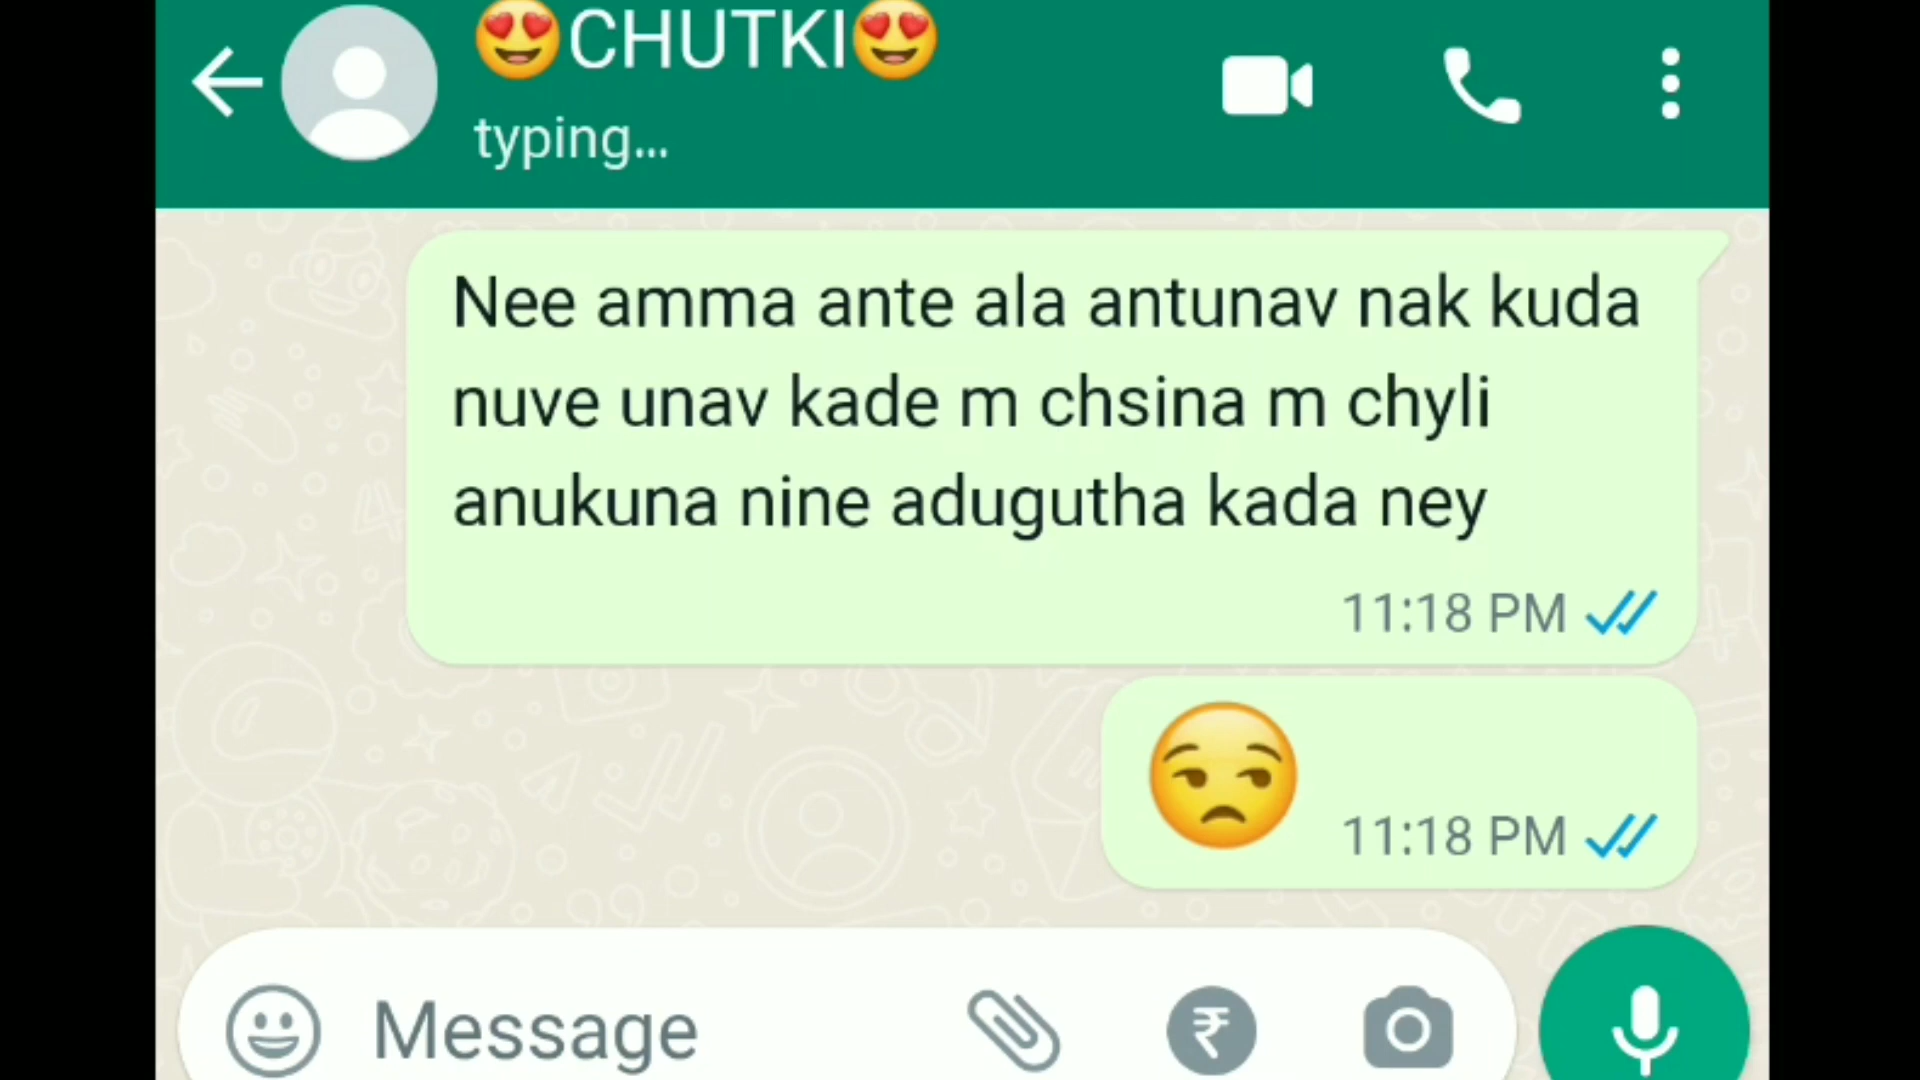 😍CHUTKI😍
typing...
Nee amma ante ala antunav nak kuda
nuve unav kade m chsina m chyli
anukuna nine adugutha kada ney
11:18 PM
😒 11:18 PM
Message